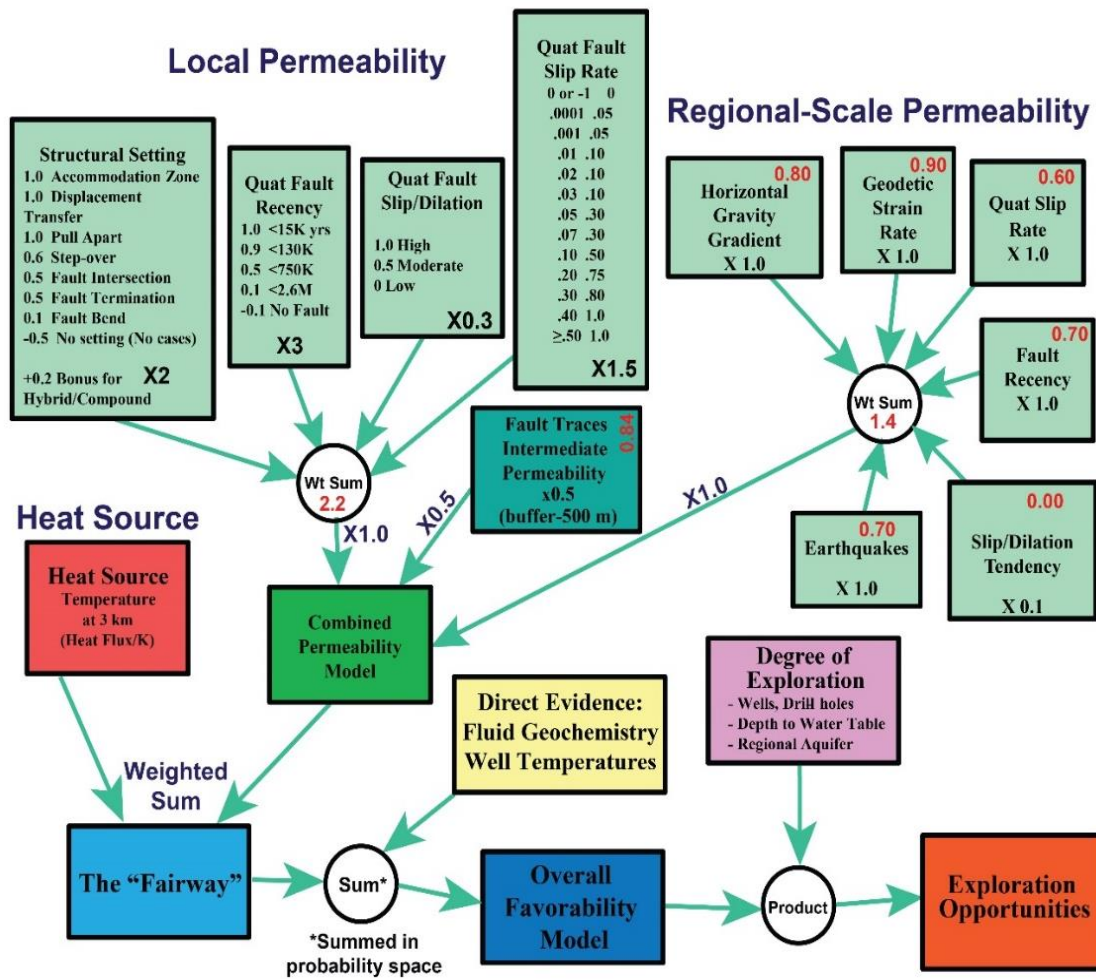 Local Permeability
Structural Setting
1.0 Accommodation Zone
1.0 Displacement
Transfer
1.0 Pull Apart
0.6 Step-over
0.5 Fault Intersection
0.5 Fault Termination
0.1 Fault Bend
-0.5 No setting (No cases)
+0.2 Bonus for
Hybrid/Compound
X2
Quat Fault
Recency
1.0 <15K yrs
0.9 <130K
0.5 <750K
0.1 <2.6M
-0.1 No Fault
X3
Quat Fault
Slip/Dilation
1.0 High
0.5 Moderate
0 Low
X0.3
Quat Fault
Slip Rate
0 or -1 0
.0001 .05
.001 .05
.01 .10
.02 .10
.03 .10
.05 .30
.07 .30
.10 .50
.20 .75
.30 .80
.40 1.0
≥.50 1.0
X1.5
Regional-Scale Permeability
0.80
Horizontal
Gravity
Gradient
X 1.0
0.90
Geodetic
Strain
Rate
X 1.0
0.60
Quat Slip
Rate
X 1.0
0.70
Fault
Recency
X 1.0
Wt Sum
1.4
0.00
Slip/Dilation
Tendency
X 0.1
0.70
Earthquakes
X 1.0
Fault Traces
Intermediate
Permeability
x0.5
(buffer-500 m)
0.84
Wt Sum
2.2
X1.0
X0.5
X1.0
Heat Source
Heat Source
Temperature
at 3 km
(Heat Flux/K)
Combined
Permeability
Model
Direct Evidence:
Fluid Geochemistry
Well Temperatures
Degree of
Exploration
- Wells, Drill holes
- Depth to Water Table
- Regional Aquifer
Weighted
Sum
The “Fairway”
Sum*
*Summed in
probability space
Overall
Favorability
Model
Product
Exploration
Opportunities